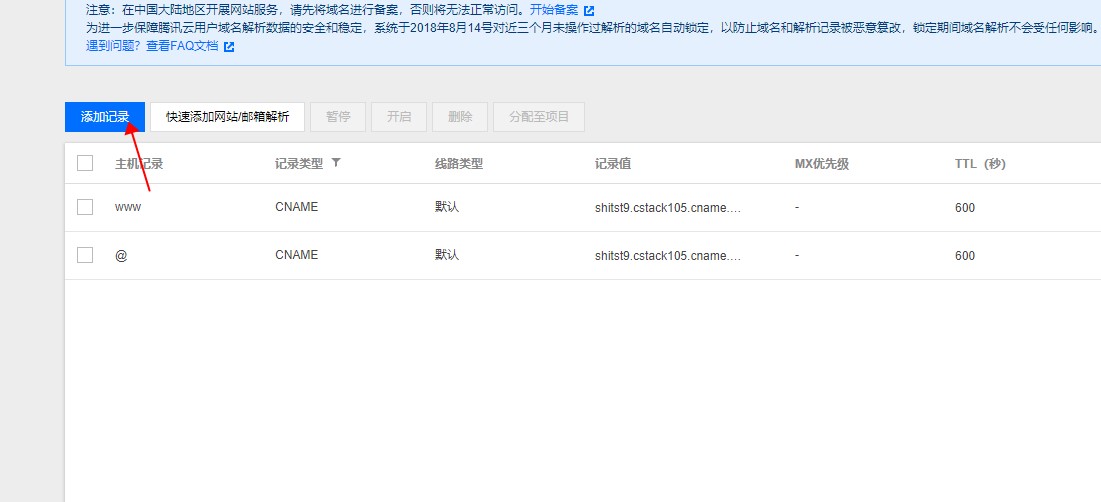 注意：在中国大陆地区开展网站服务，请先将域名进行备案，否则将无法正常访问。开始备案
为进一步保障腾讯云用户域名解析数据的安全和稳定，系统于2018年8月14号对近三个月未操作过解析的域名自动锁定，以防止域名和解析记录被恶意篡改，锁定期间域名解析不会受任何影响。
遇到问题？查看FAQ文档
添加记录 快速添加网站/邮箱解析 暂停 开启 删除 分配至项目
主机记录 记录类型 线路类型 记录值 MX优先级 TTL（秒）
www CNAME 默认 shitst9.cstack105.cname.... - 600
@ CNAME 默认 shitst9.cstack105.cname.... - 600